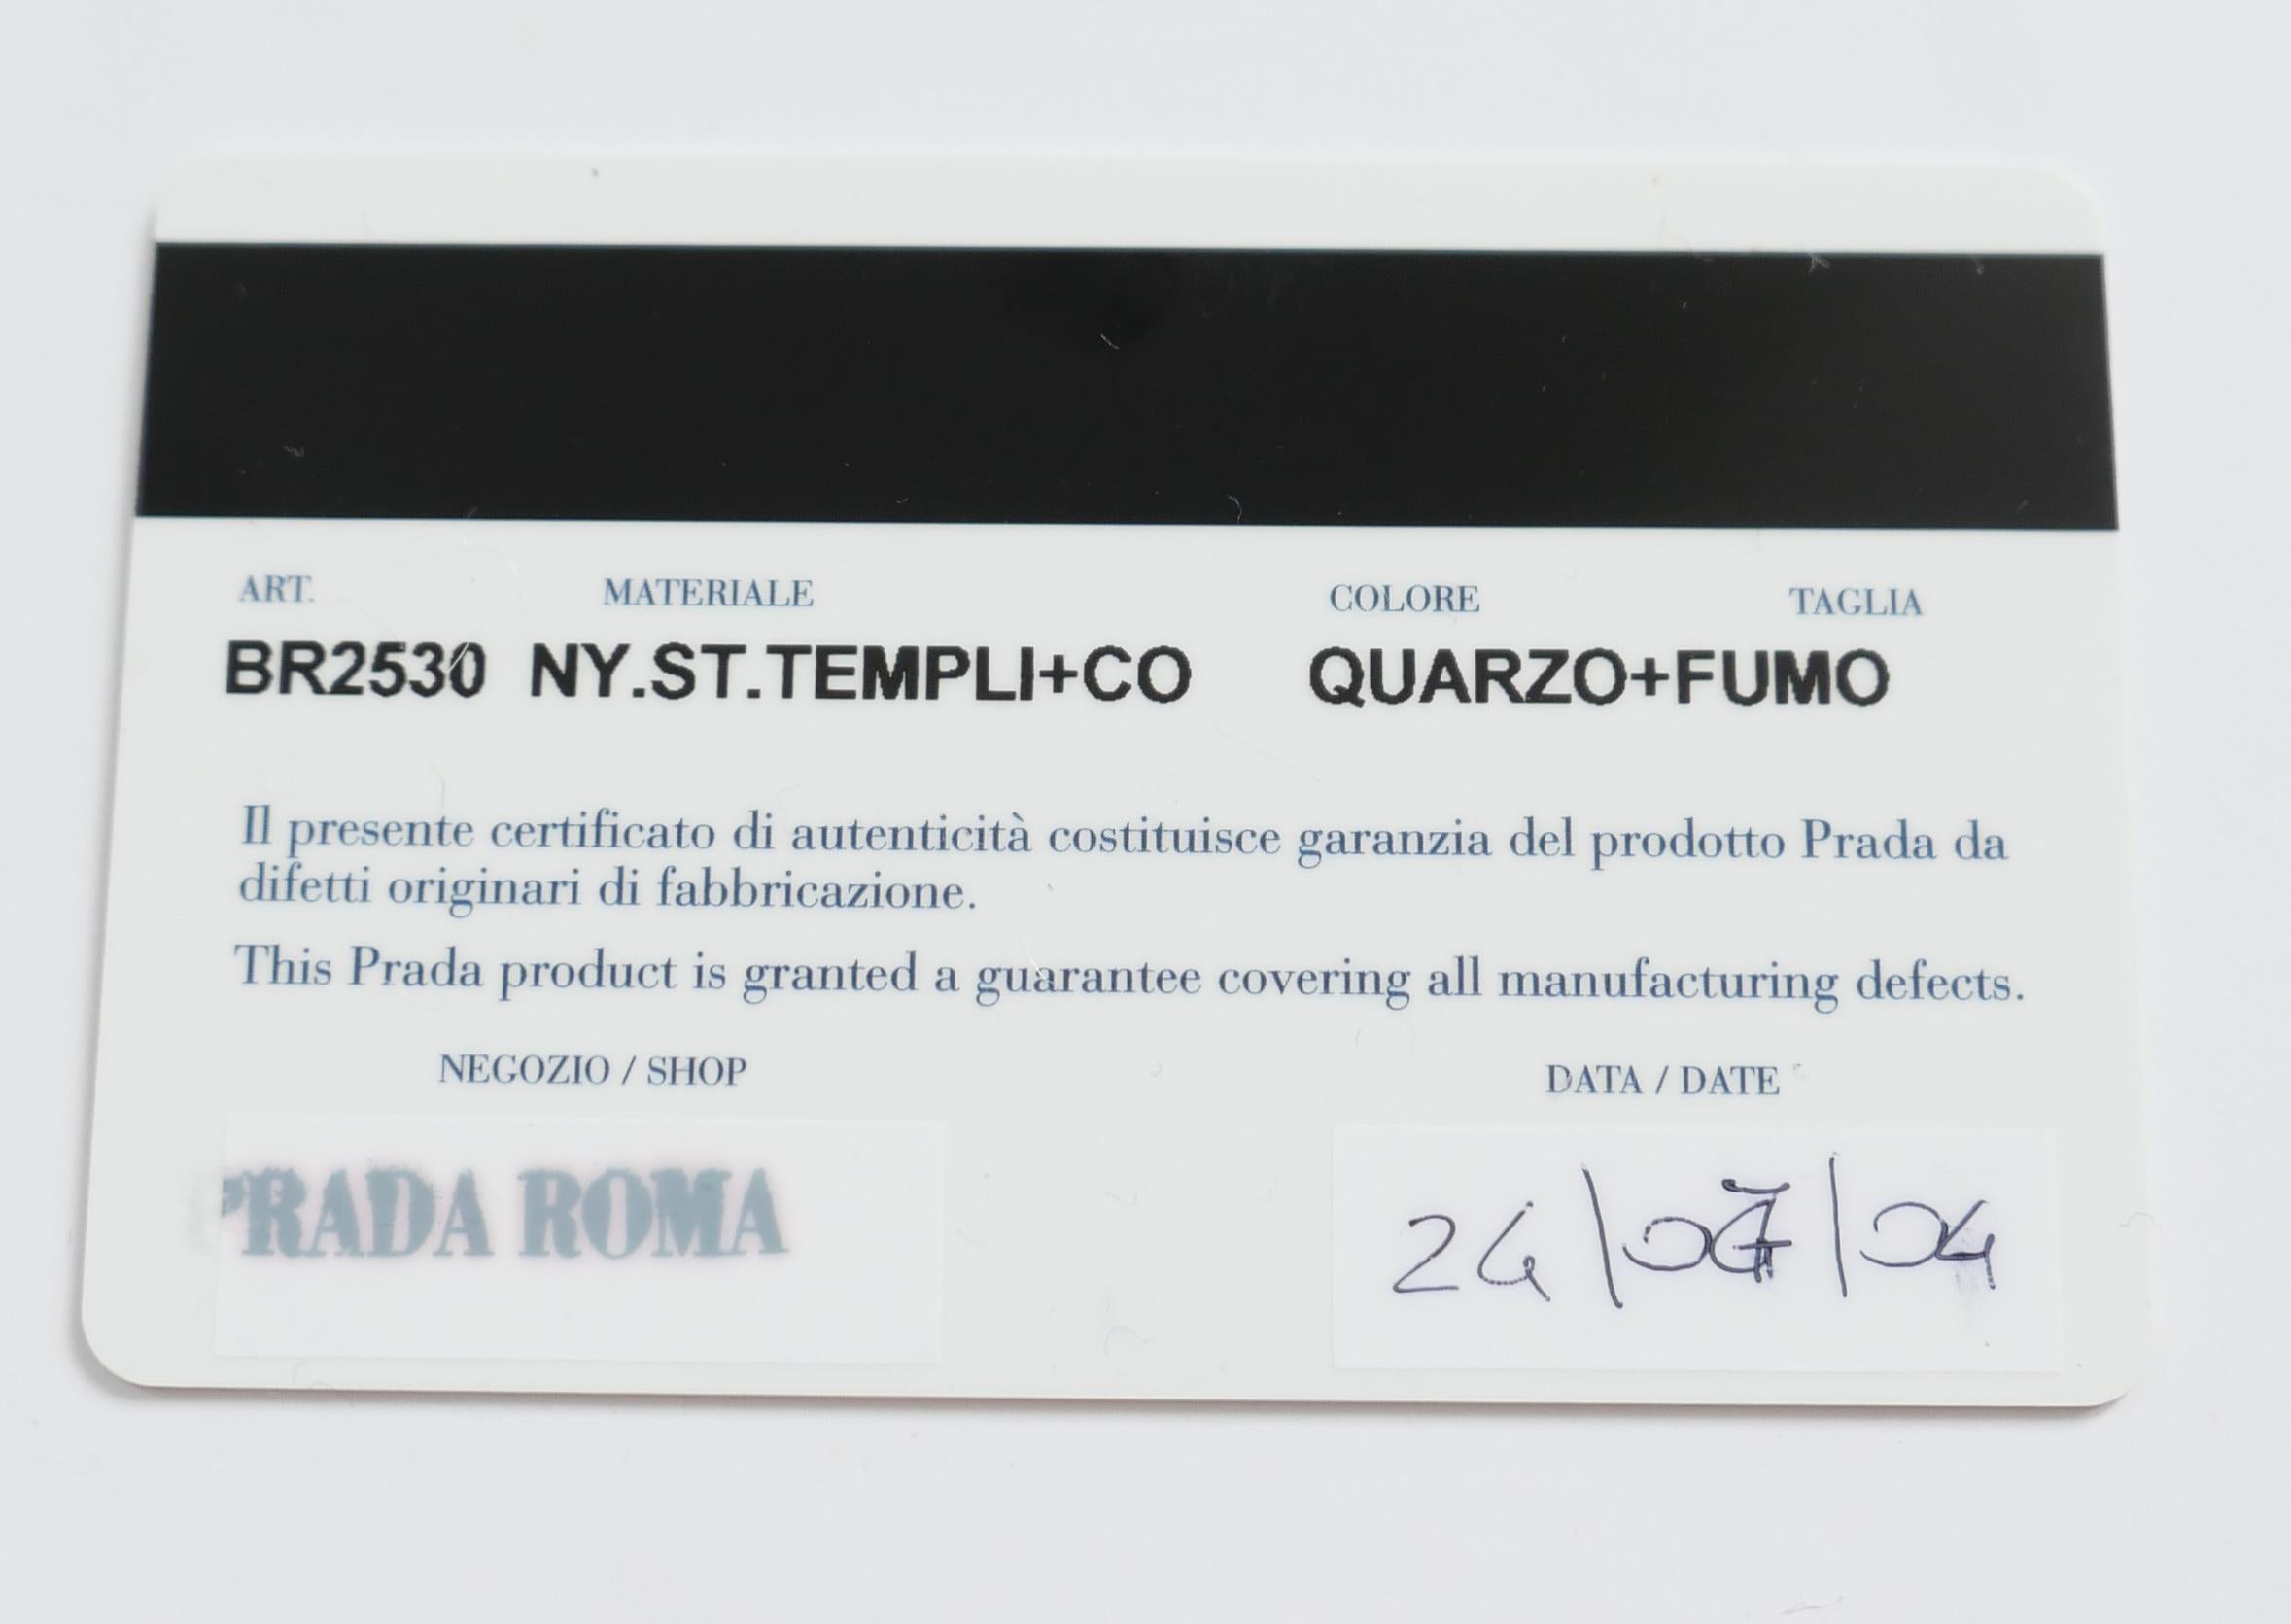 ART. MATERIALE COLORE TAGLIA
BR2530 NY.ST.TEMPLI+CO QUARZO+FUMO
Il presente certificato di autenticità costituisce garanzia del prodotto Prada da
difetti originari di fabbricazione.
This Prada product is granted a guarantee covering all manufacturing defects.
NEGOZIO / SHOP DATA / DATE
PRADA ROMA 24/07/04